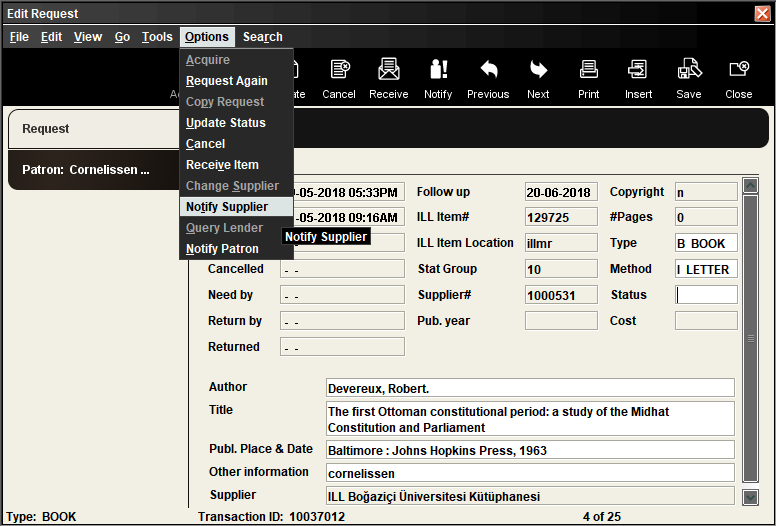 Edit Request
File Edit View Go Tools Options Search
Cancel Receive Notify Previous Next Print Insert Save Close
Acquire
Request Again
Copy Request
Update Status
Cancel
Receive Item
Change Supplier
Notify Supplier
Query Lender
Notify Patron
Notify Supplier
Request
Patron: Cornelissen ...
-05-2018 05:33PM Follow up 20-06-2018 Copyright n
-05-2018 09:16AM ILL Item# 129725 #Pages 0
ILL Item Location illmr Type B BOOK
Cancelled - - Stat Group 10 Method I LETTER
Need by - - Supplier# 1000531 Status
Return by - - Pub. year Cost
Returned - -
Author Devereux, Robert.
Title The first Ottoman constitutional period: a study of the Midhat
Constitution and Parliament
Publ. Place & Date Baltimore : Johns Hopkins Press, 1963
Other information cornelissen
Supplier ILL Boğaziçi Üniversitesi Kütüphanesi
Type: BOOK Transaction ID: 10037012 4 of 25